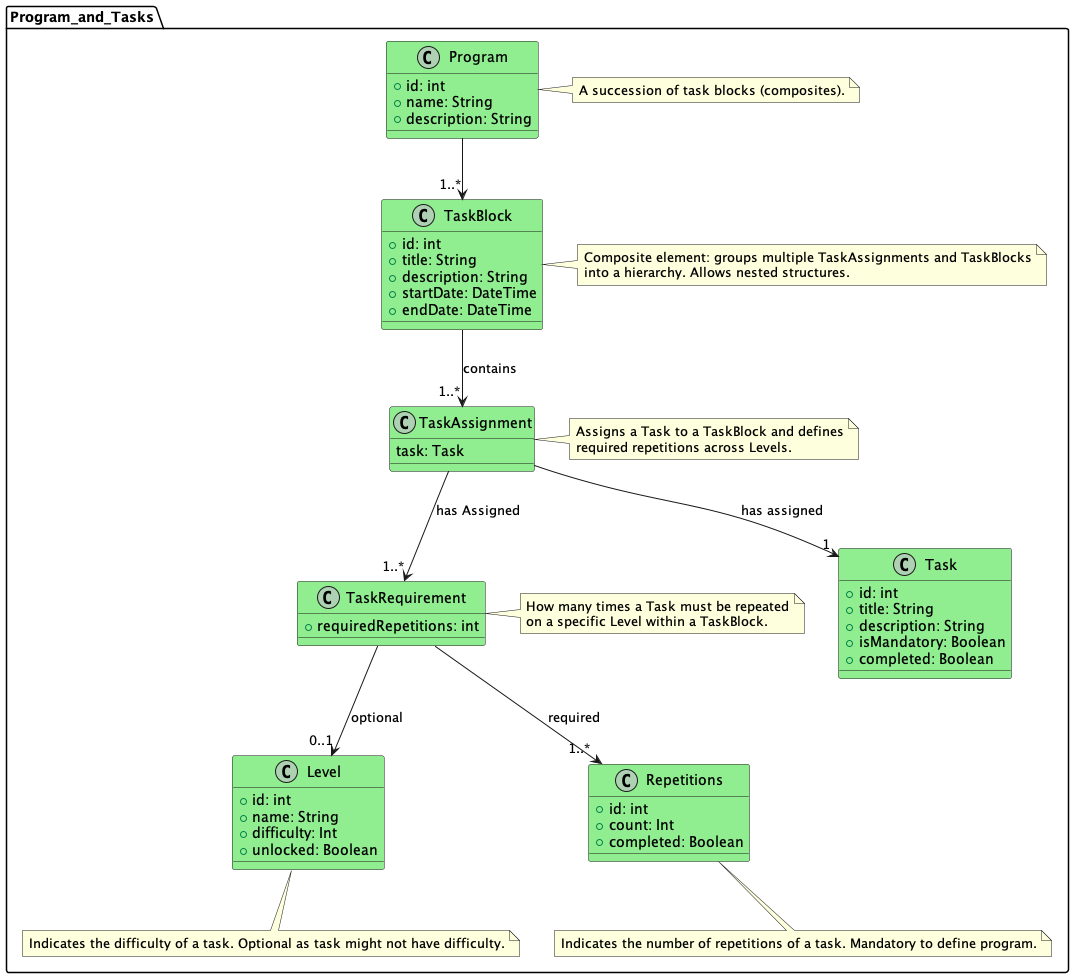 Program_and_Tasks
C Program
id: int
name: String
description: String
A succession of task blocks (composites).
1..*
C TaskBlock
id: int
title: String
description: String
startDate: DateTime
endDate: DateTime
Composite element: groups multiple TaskAssignments and TaskBlocks
into a hierarchy. Allows nested structures.
contains
1..*
C TaskAssignment
task: Task
Assigns a Task to a TaskBlock and defines
required repetitions across Levels.
has Assigned
1..*
has assigned
1
C Task
id: int
title: String
description: String
isMandatory: Boolean
completed: Boolean
C TaskRequirement
requiredRepetitions: int
How many times a Task must be repeated
on a specific Level within a TaskBlock.
optional
0..1
required
1..*
C Level
id: int
name: String
difficulty: Int
unlocked: Boolean
C Repetitions
id: int
count: Int
completed: Boolean
Indicates the difficulty of a task. Optional as task might not have difficulty.
Indicates the number of repetitions of a task. Mandatory to define program.